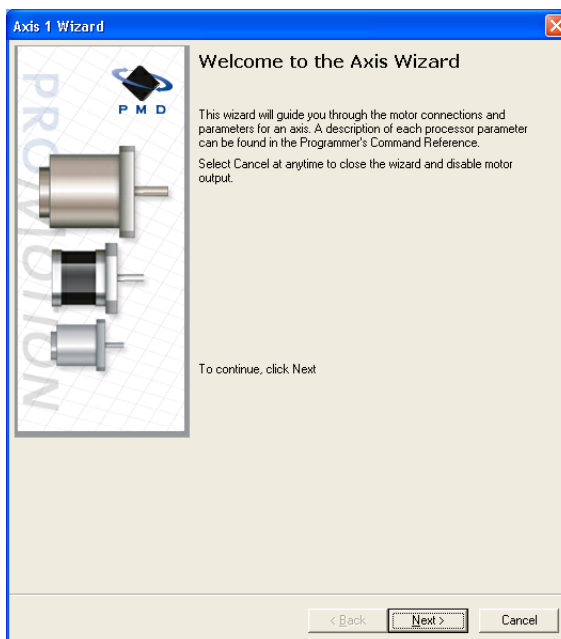 Axis 1 Wizard
PMD
PRO-MOTION
Welcome to the Axis Wizard
This wizard will guide you through the motor connections and
parameters for an axis. A description of each processor parameter
can be found in the Programmer's Command Reference.
Select Cancel at anytime to close the wizard and disable motor
output.
To continue, click Next
< Back
Next >
Cancel